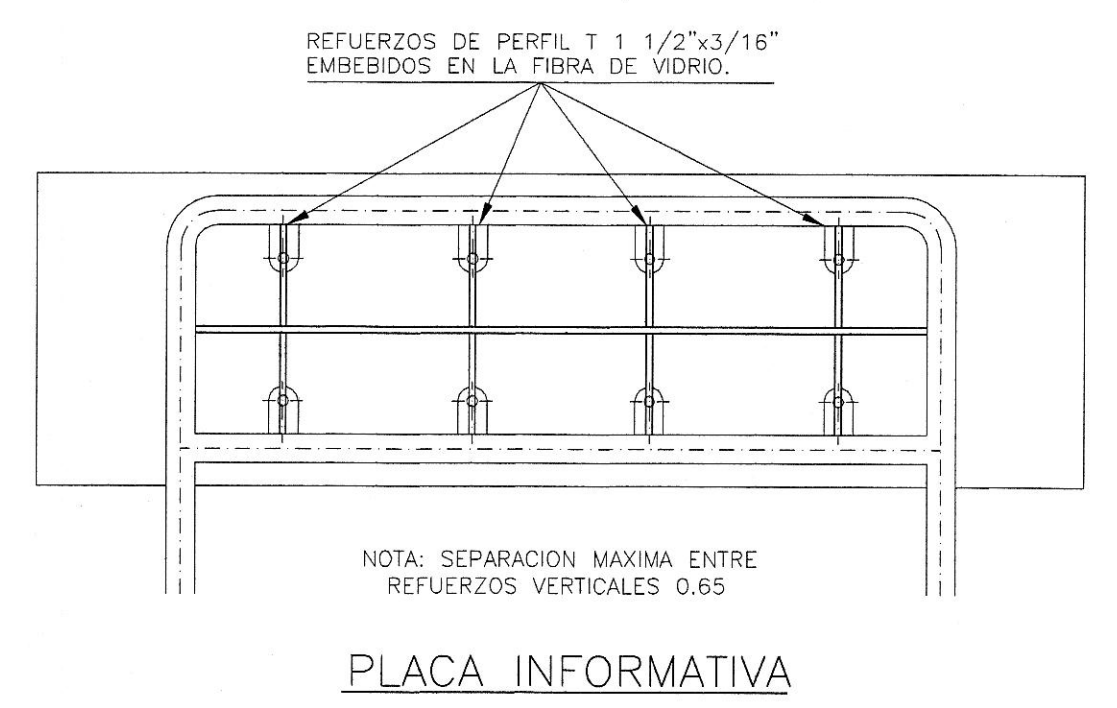 REFUERZOS DE PERFIL T 1 1/2"x3/16"
EMBEBIDOS EN LA FIBRA DE VIDRIO.
NOTA: SEPARACION MAXIMA ENTRE
REFUERZOS VERTICALES 0.65
PLACA INFORMATIVA